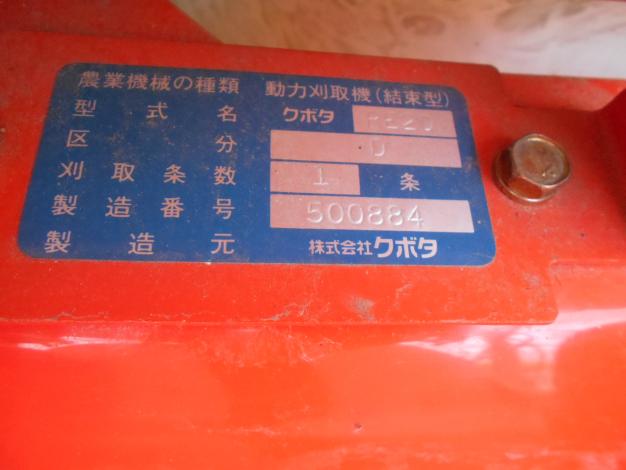 農業機械の種類 動力刈取機(結束型)
型式名 クボタ
区分
刈取条数 1 条
製造番号 500884
製造元 株式会社クボタ